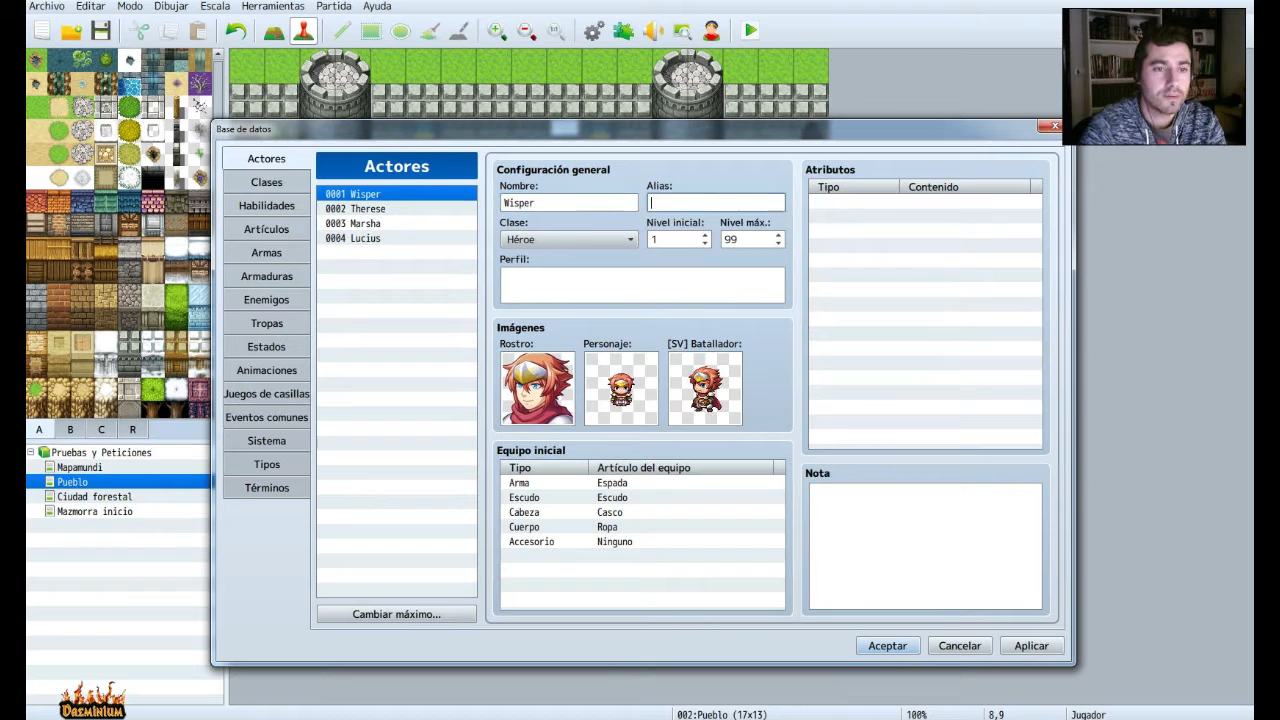 Archivo Editar Modo Dibujar Escala Herramientas Partida Ayuda
1:1
Base de datos
Actores
Clases
Habilidades
Artículos
Armas
Armaduras
Enemigos
Tropas
Estados
Animaciones
Juegos de casillas
Eventos comunes
Sistema
Tipos
Términos
Actores
0001 Wisper
0002 Therese
0003 Marsha
0004 Lucius
Cambiar máximo...
Configuración general
Nombre: Alias:
Wisper
Clase: Nivel inicial: Nivel máx.:
Héroe 1 99
Perfil:
Imágenes
Rostro: Personaje: [SV] Batallador:
Equipo inicial
Tipo Artículo del equipo
Arma Espada
Escudo Escudo
Cabeza Casco
Cuerpo Ropa
Accesorio Ninguno
Atributos
Tipo Contenido
Nota
Aceptar Cancelar Aplicar
A B C R
Pruebas y Peticiones
Mapamundi
Pueblo
Ciudad forestal
Mazmorra inicio
DAEMINIUM
002:Pueblo (17x13) 100% 8,9 Jugador